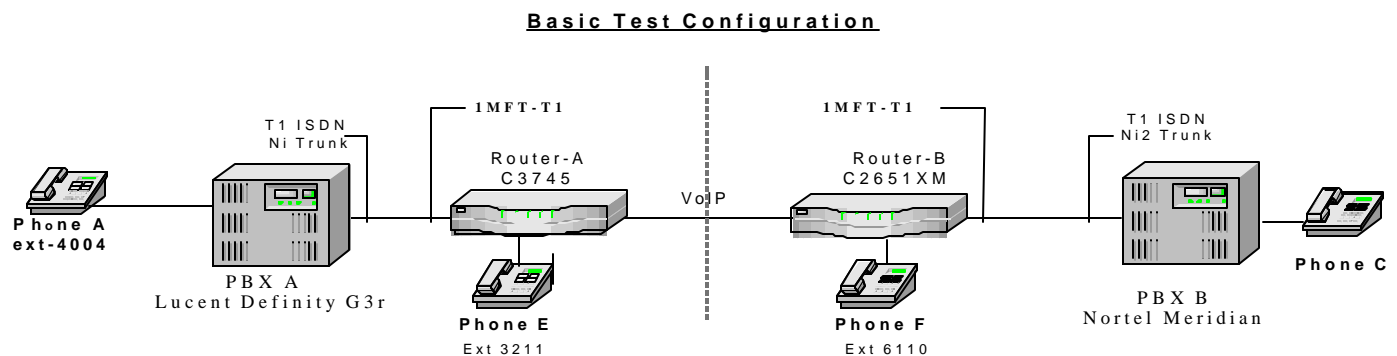 Basic Test Configuration
1MFT-T1
1MFT-T1
T1 ISDN
Ni Trunk
T1 ISDN
Ni2 Trunk
Router-A
C3745
Router-B
C2651XM
VoIP
Phone A
ext-4004
PBX A
Lucent Definity G3r
Phone E
Ext 3211
Phone F
Ext 6110
PBX B
Nortel Meridian
Phone C